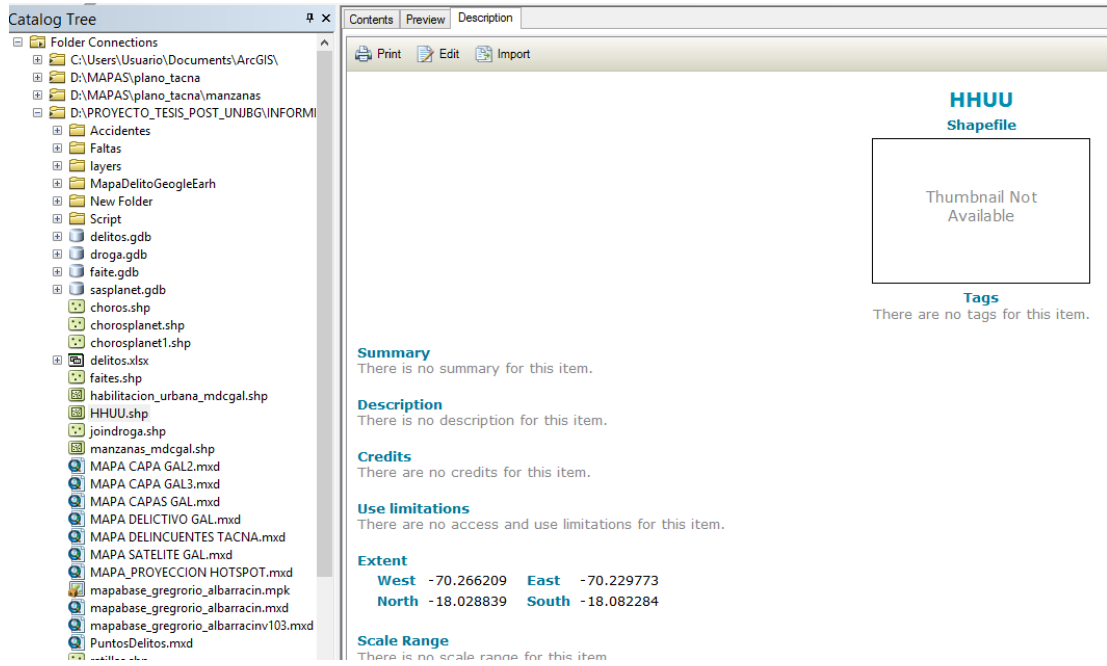 Catalog Tree
Folder Connections
C:\Users\Usuario\Documents\ArcGIS\
D:\MAPAS\plano_tacna
D:\MAPAS\plano_tacna\manzanas
D:\PROYECTO_TESIS_POST_UNJBG\INFORMI
Accidentes
Faltas
layers
MapaDelitoGeogleEarh
New Folder
Script
delitos.gdb
droga.gdb
faite.gdb
sasplanet.gdb
choros.shp
chorosplanet.shp
chorosplanet1.shp
delitos.xlsx
faites.shp
habilitacion_urbana_mdcgal.shp
HHUU.shp
joindroga.shp
manzanas_mdcgal.shp
MAPA CAPA GAL2.mxd
MAPA CAPA GAL3.mxd
MAPA CAPAS GAL.mxd
MAPA DELICTIVO GAL.mxd
MAPA DELINCUENTES TACNA.mxd
MAPA SATELITE GAL.mxd
MAPA_PROYECCION HOTSPOT.mxd
mapabase_gregrorio_albarracin.mpk
mapabase_gregrorio_albarracin.mxd
mapabase_gregrorio_albarracinv103.mxd
PuntosDelitos.mxd
Contents Preview Description
Print Edit Import
HHUU
Shapefile
Thumbnail Not
Available
Tags
There are no tags for this item.
Summary
There is no summary for this item.
Description
There is no description for this item.
Credits
There are no credits for this item.
Use limitations
There are no access and use limitations for this item.
Extent
West -70.266209 East -70.229773
North -18.028839 South -18.082284
Scale Range
There is no scale range for this item.